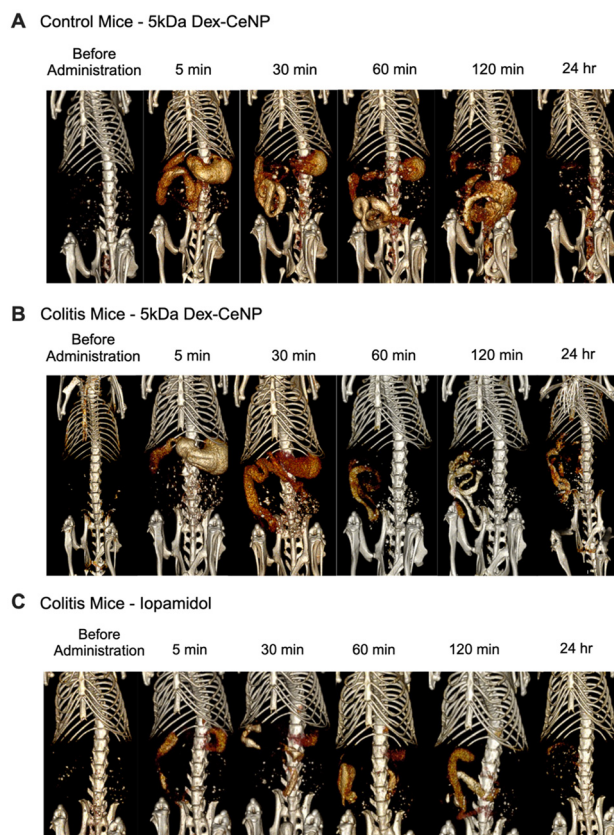 A Control Mice - 5kDa Dex-CeNP
Before
Administration 5 min 30 min 60 min 120 min 24 hr
B Colitis Mice - 5kDa Dex-CeNP
Before
Administration 5 min 30 min 60 min 120 min 24 hr
C Colitis Mice - Iopamidol
Before
Administration 5 min 30 min 60 min 120 min 24 hr